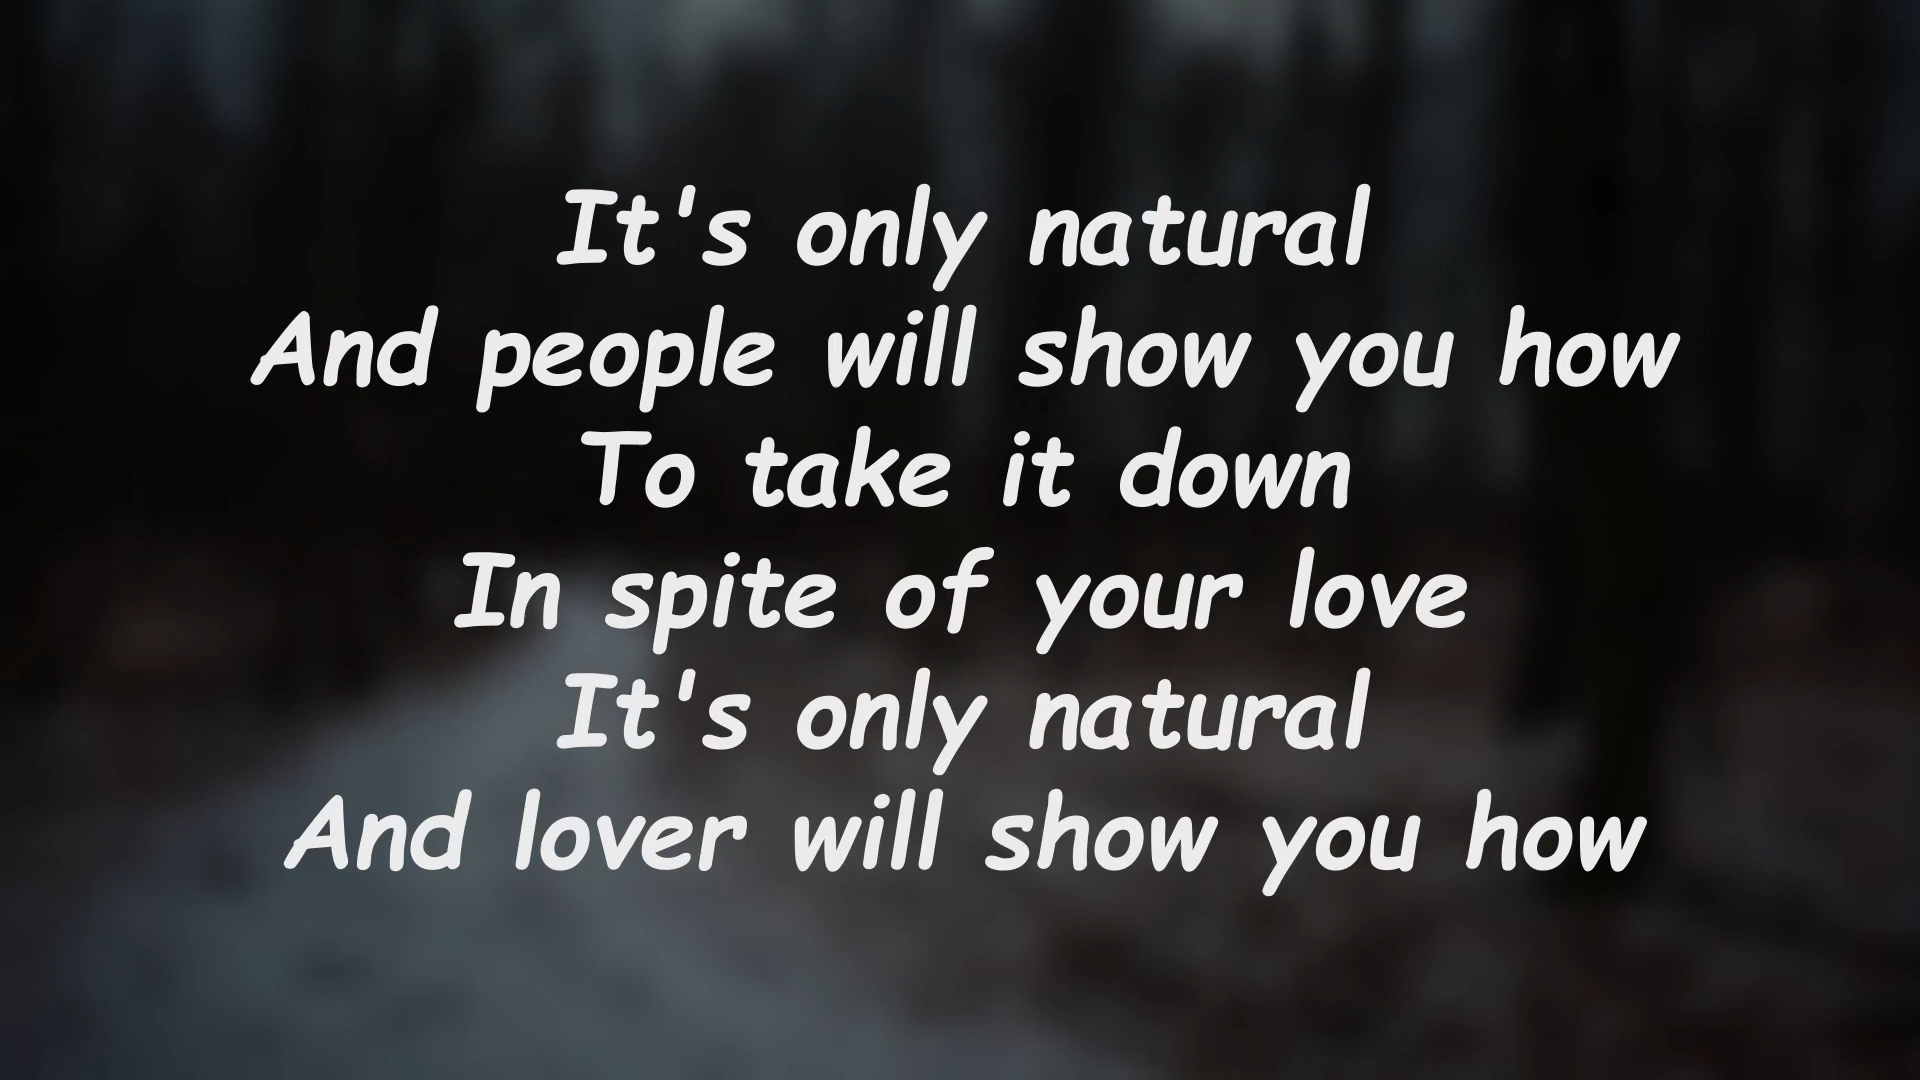 It's only natural
And people will show you how
To take it down
In spite of your love
It's only natural
And lover will show you how